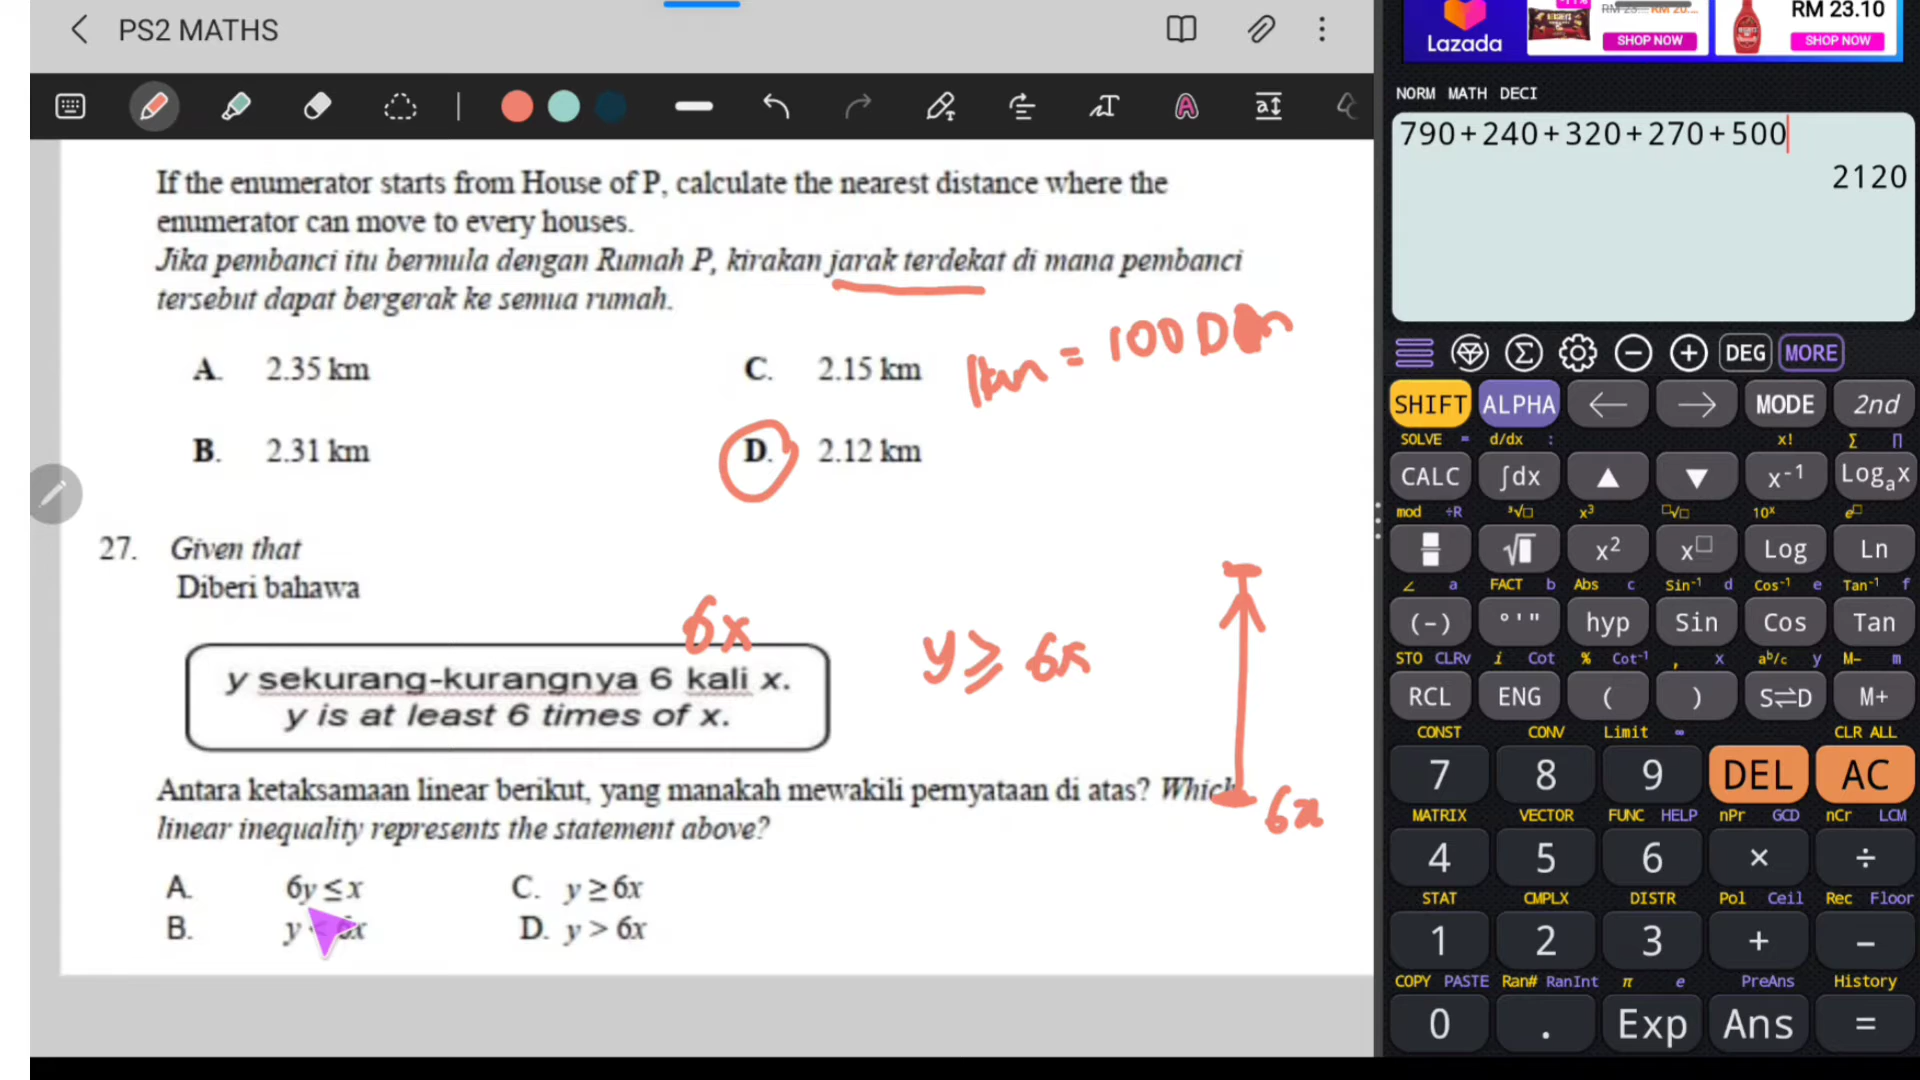 PS2 MATHS
If the enumerator starts from House of P, calculate the nearest distance where the
enumerator can move to every houses.
Jika pembanci itu bermula dengan Rumah P, kirakan jarak terdekat di mana pembanci
tersebut dapat bergerak ke semua rumah.
A. 2.35 km
C. 2.15 km
1km = 1000m
B. 2.31 km
D. 2.12 km
27. Given that
Diberi bahawa
6x
y sekurang-kurangnya 6 kali x.
y is at least 6 times of x.
y ≥ 6x
Antara ketaksamaan linear berikut, yang manakah mewakili pernyataan di atas? Which
linear inequality represents the statement above?
6x
A. 6y ≤ x
C. y ≥ 6x
B. y
D. y > 6x
Lazada
SHOP NOW
RM 23.10
SHOP NOW
NORM MATH DECI
790+240+320+270+500
2120
DEG MORE
SHIFT ALPHA ← → MODE 2nd
SOLVE = d/dx : x! Σ Π
CALC ∫dx ▲ ▼ x⁻¹ Logₐx
mod ÷R ³√□ x³ □√□ 10ˣ e□
√ x² x□ Log Ln
∠ a FACT b Abs c Sin⁻¹ d Cos⁻¹ e Tan⁻¹ f
(-) °'" hyp Sin Cos Tan
STO CLRv i Cot % Cot⁻¹ , x aᵇ/c y M- m
RCL ENG ( ) S⇌D M+
CONST CONV Limit ∞ CLR ALL
7 8 9 DEL AC
MATRIX VECTOR FUNC HELP nPr GCD nCr LCM
4 5 6 × ÷
STAT CMPLX DISTR Pol Ceil Rec Floor
1 2 3 + −
COPY PASTE Ran# RanInt π e PreAns History
0 . Exp Ans =